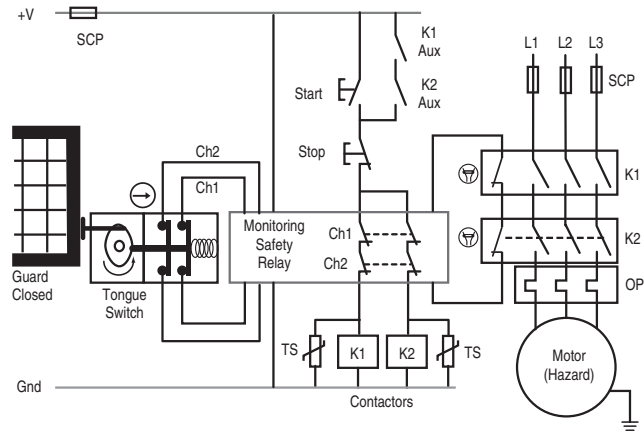 +V
SCP
K1
Aux
K2
Aux
Start
Stop
L1 L2 L3
SCP
K1
K2
OP
Motor
(Hazard)
Ch2
Ch1
Monitoring
Safety
Relay
Ch1
Ch2
Guard
Closed
Tongue
Switch
TS
K1
K2
TS
Gnd
Contactors